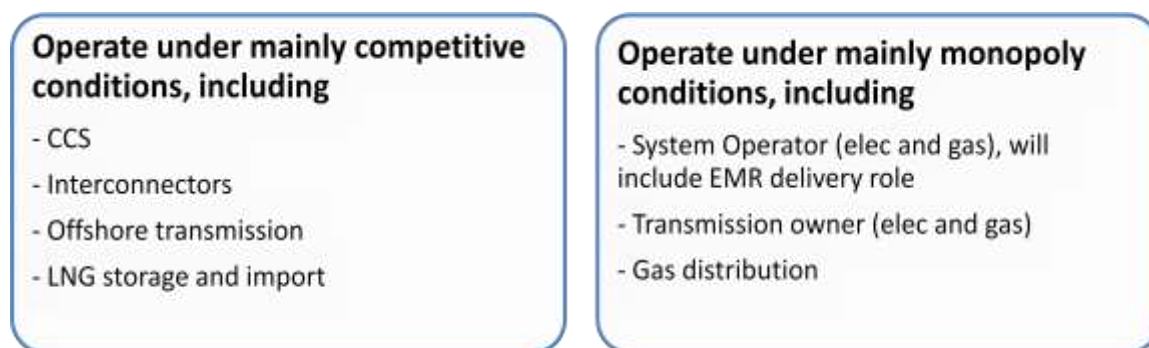 Operate under mainly competitive
conditions, including
- CCS
- Interconnectors
- Offshore transmission
- LNG storage and import
Operate under mainly monopoly
conditions, including
- System Operator (elec and gas), will
include EMR delivery role
- Transmission owner (elec and gas)
- Gas distribution